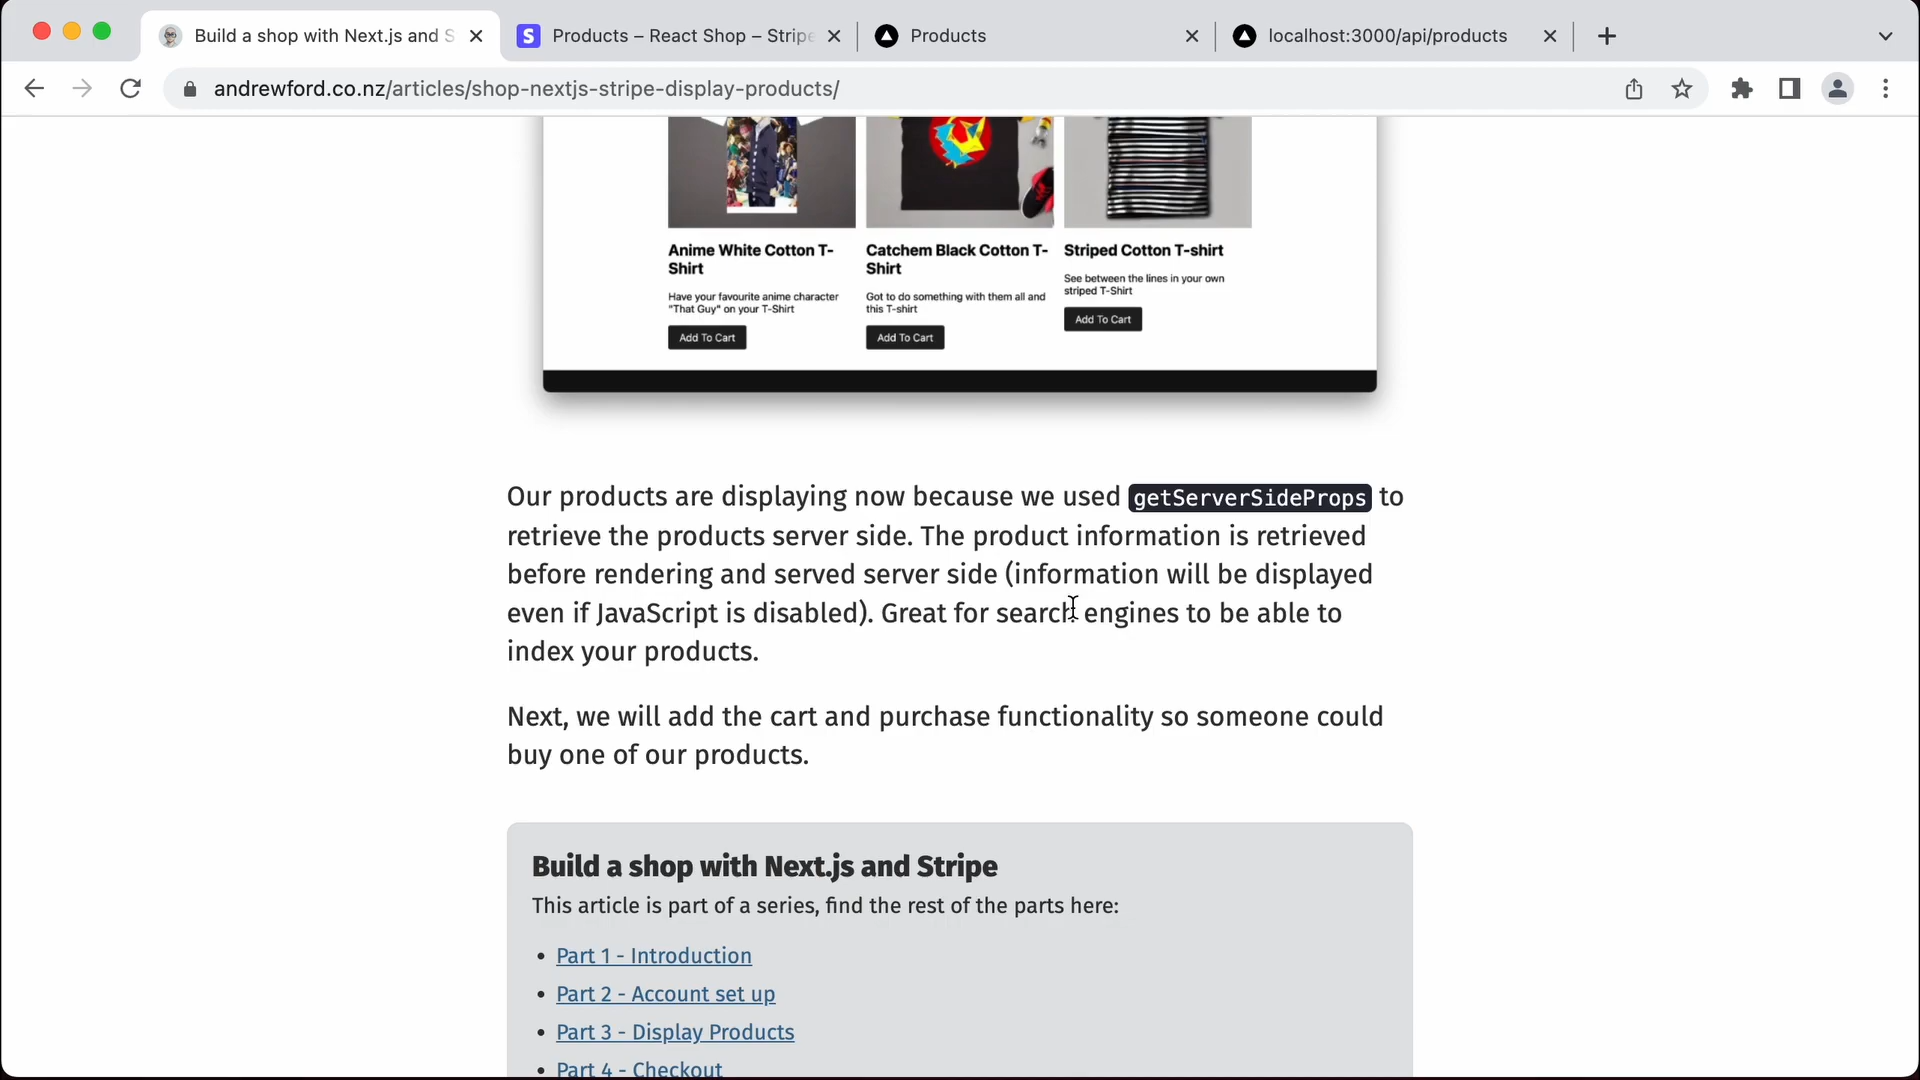 Build a shop with Next.js and S
Products – React Shop – Stripe
Products
localhost:3000/api/products
andrewford.co.nz/articles/shop-nextjs-stripe-display-products/
Anime White Cotton T-
Shirt
Have your favourite anime character
"That Guy" on your T-Shirt
Add To Cart
Catchem Black Cotton T-
Shirt
Got to do something with them all and
this T-shirt
Add To Cart
Striped Cotton T-shirt
See between the lines in your own
striped T-Shirt
Add To Cart
Our products are displaying now because we used getServerSideProps to
retrieve the products server side. The product information is retrieved
before rendering and served server side (information will be displayed
even if JavaScript is disabled). Great for search engines to be able to
index your products.
Next, we will add the cart and purchase functionality so someone could
buy one of our products.
Build a shop with Next.js and Stripe
This article is part of a series, find the rest of the parts here:
• Part 1 - Introduction
• Part 2 - Account set up
• Part 3 - Display Products
• Part 4 - Checkout